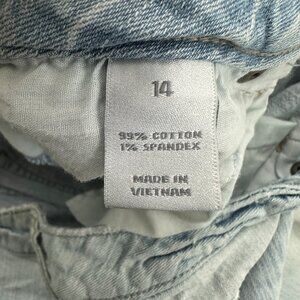 14
99% COTTON
1% SPANDEX
MADE IN
VIETNAM